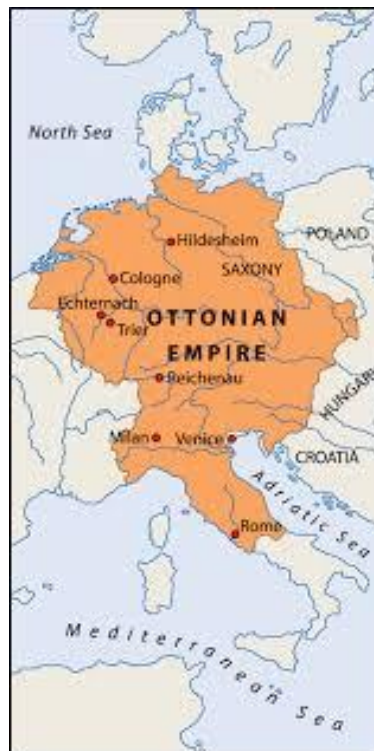 North Sea
POLAND
Hildesheim
SAXONY
Cologne
Echternach
Trier
OTTONIAN
EMPIRE
Reichenau
HUNGARY
Milan
Venice
CROATIA
Adriatic Sea
Rome
Mediterranean Sea